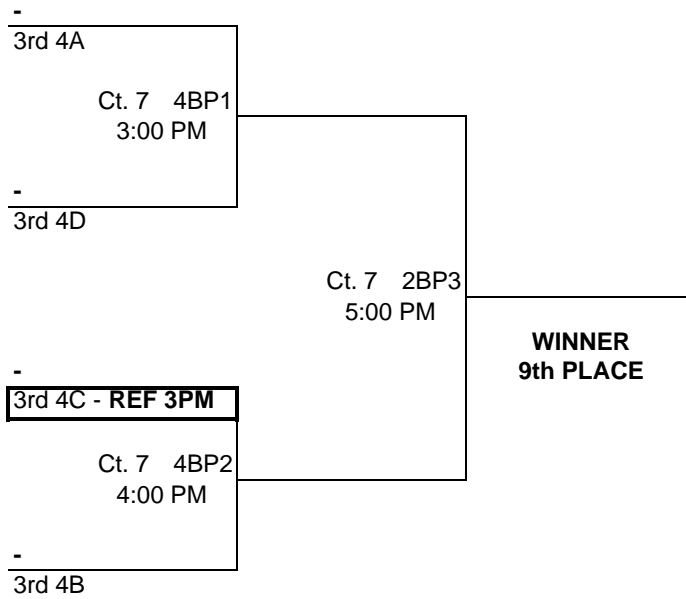 -
3rd 4A
Ct. 7 4BP1
3:00 PM
-
3rd 4D
Ct. 7 2BP3
5:00 PM
WINNER
9th PLACE
-
3rd 4C - REF 3PM
Ct. 7 4BP2
4:00 PM
-
3rd 4B